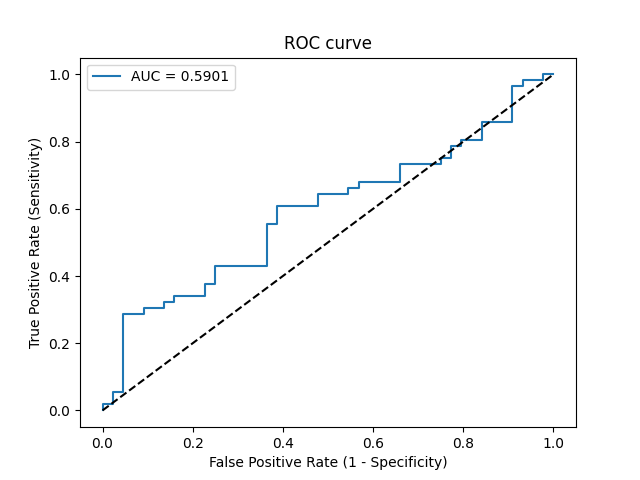 ROC curve
AUC = 0.5901
1.0
0.8
0.6
0.4
0.2
0.0
True Positive Rate (Sensitivity)
0.0 0.2 0.4 0.6 0.8 1.0
False Positive Rate (1 - Specificity)